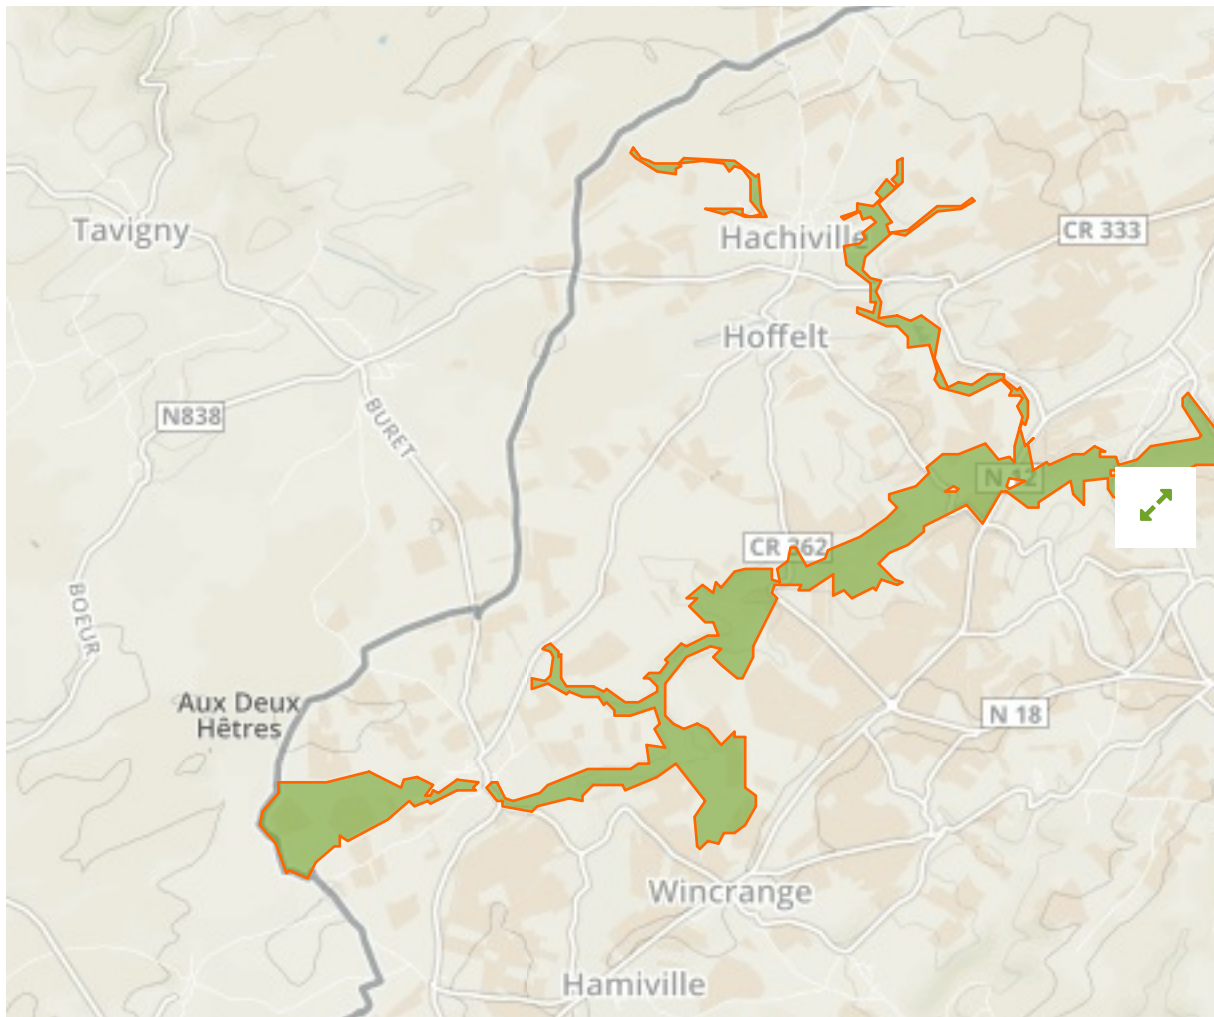 Tavigny
CR 333
Hachiville
Hoffelt
N838
BURET
N 12
CR 362
BOEUR
Aux Deux
Hêtres
N 18
Wincrange
Hamiville